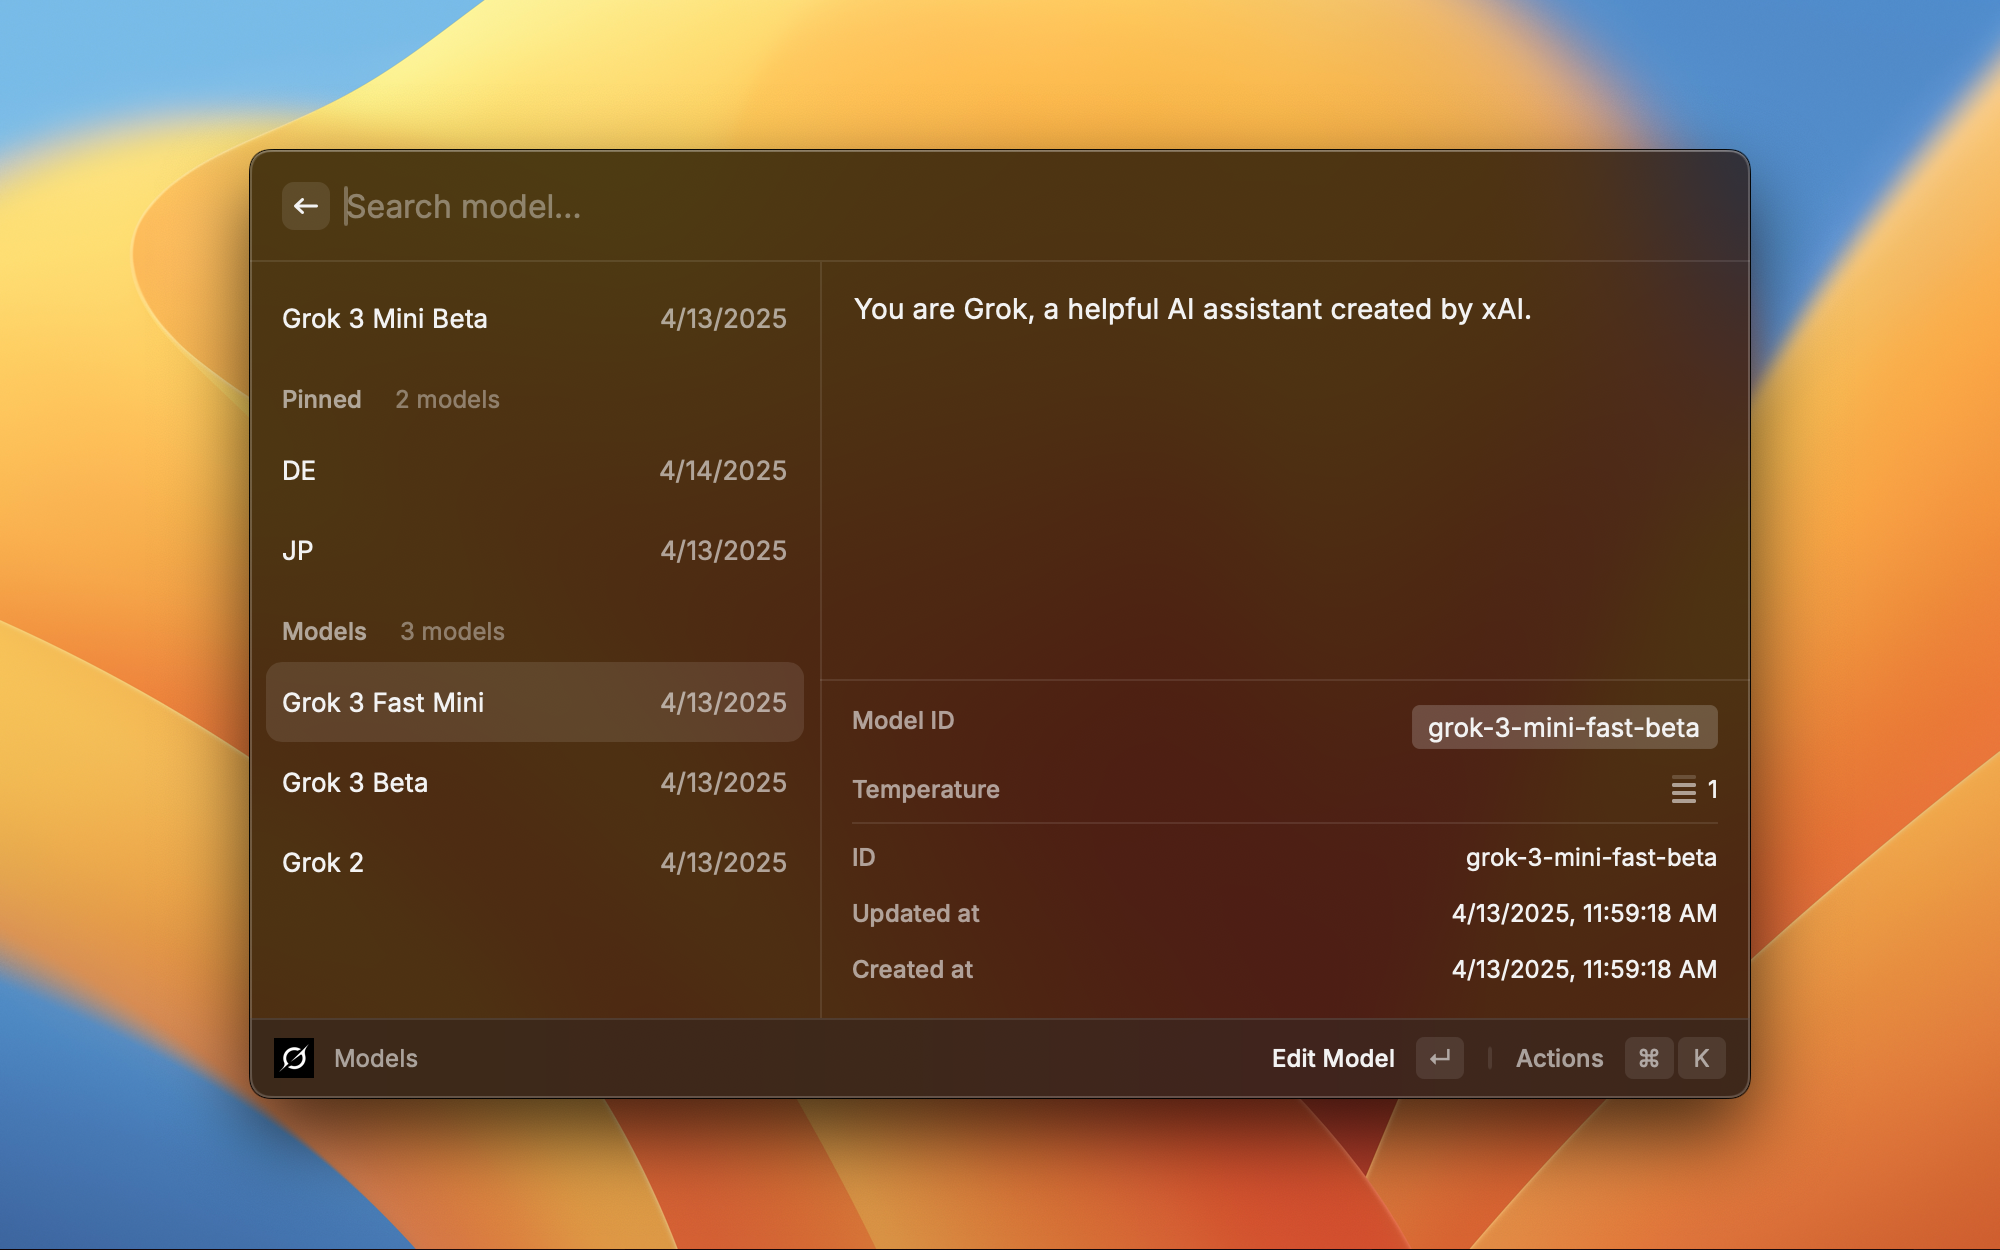 Search model...
Grok 3 Mini Beta 4/13/2025
Pinned 2 models
DE 4/14/2025
JP 4/13/2025
Models 3 models
Grok 3 Fast Mini 4/13/2025
Grok 3 Beta 4/13/2025
Grok 2 4/13/2025
You are Grok, a helpful AI assistant created by xAI.
Model ID grok-3-mini-fast-beta
Temperature 1
ID grok-3-mini-fast-beta
Updated at 4/13/2025, 11:59:18 AM
Created at 4/13/2025, 11:59:18 AM
Models Edit Model ↵ Actions ⌘ K